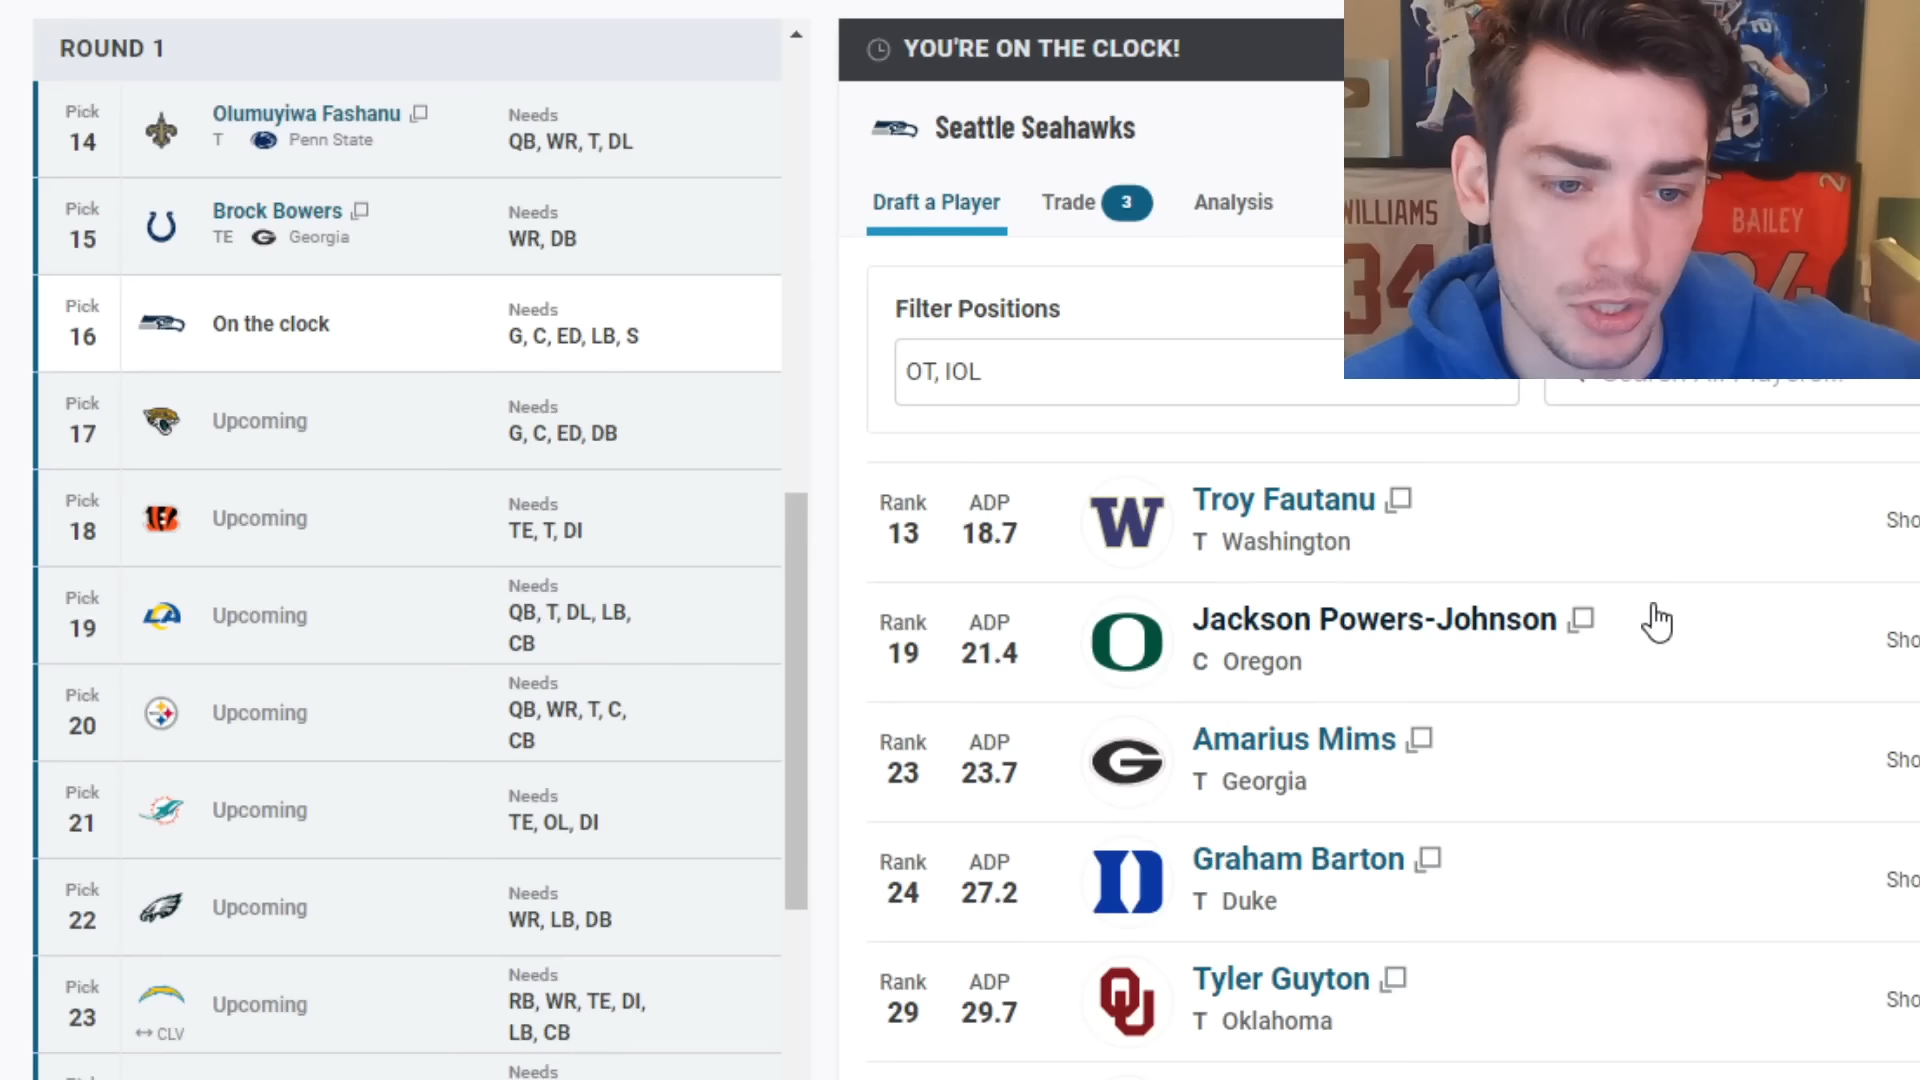 ROUND 1
Pick
14
Olumuyiwa Fashanu
T Penn State
Needs
QB, WR, T, DL
Pick
15
Brock Bowers
TE Georgia
Needs
WR, DB
Pick
16
On the clock
Needs
G, C, ED, LB, S
Pick
17
Upcoming
Needs
G, C, ED, DB
Pick
18
Upcoming
Needs
TE, T, DI
Pick
19
Upcoming
Needs
QB, T, DL, LB,
CB
Pick
20
Upcoming
Needs
QB, WR, T, C,
CB
Pick
21
Upcoming
Needs
TE, OL, DI
Pick
22
Upcoming
Needs
WR, LB, DB
Pick
23
CLV
Upcoming
Needs
RB, WR, TE, DI,
LB, CB
Needs
YOU'RE ON THE CLOCK!
Seattle Seahawks
Draft a Player Trade 3 Analysis
Filter Positions
OT, IOL
Rank ADP
13 18.7
Troy Fautanu
T Washington
Sho
Rank ADP
19 21.4
Jackson Powers-Johnson
C Oregon
Sho
Rank ADP
23 23.7
Amarius Mims
T Georgia
Sho
Rank ADP
24 27.2
Graham Barton
T Duke
Sho
Rank ADP
29 29.7
Tyler Guyton
T Oklahoma
Sho
WILLIAMS
34
BAILEY